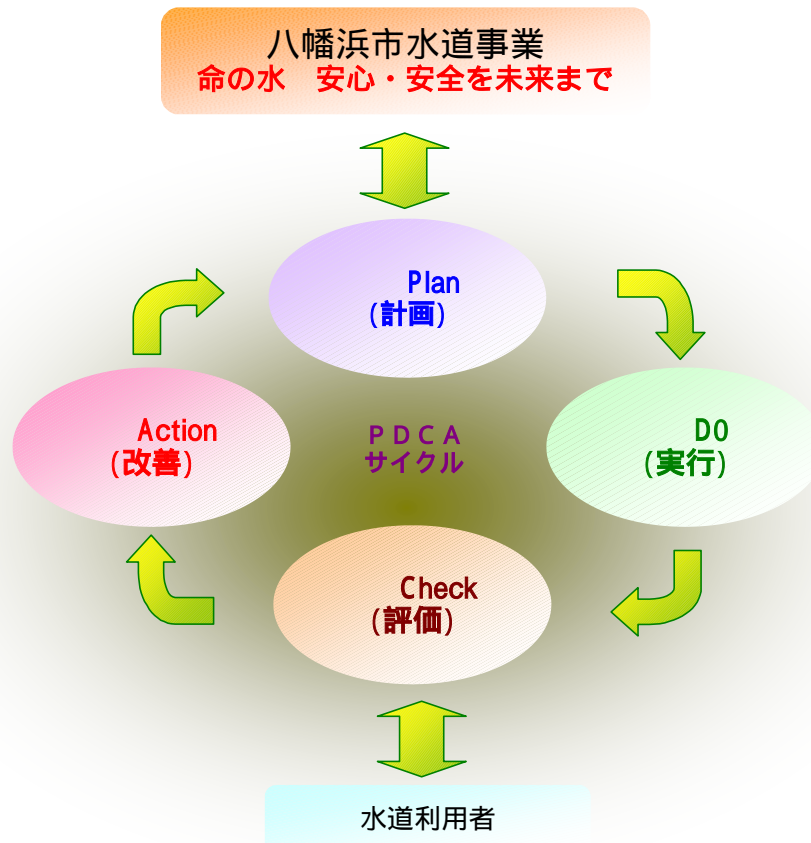 八幡浜市水道事業
命の水　安心・安全を未来まで
Plan
(計画)
Action
(改善)
ＰＤＣＡ
サイクル
DO
(実行)
Check
(評価)
水道利用者